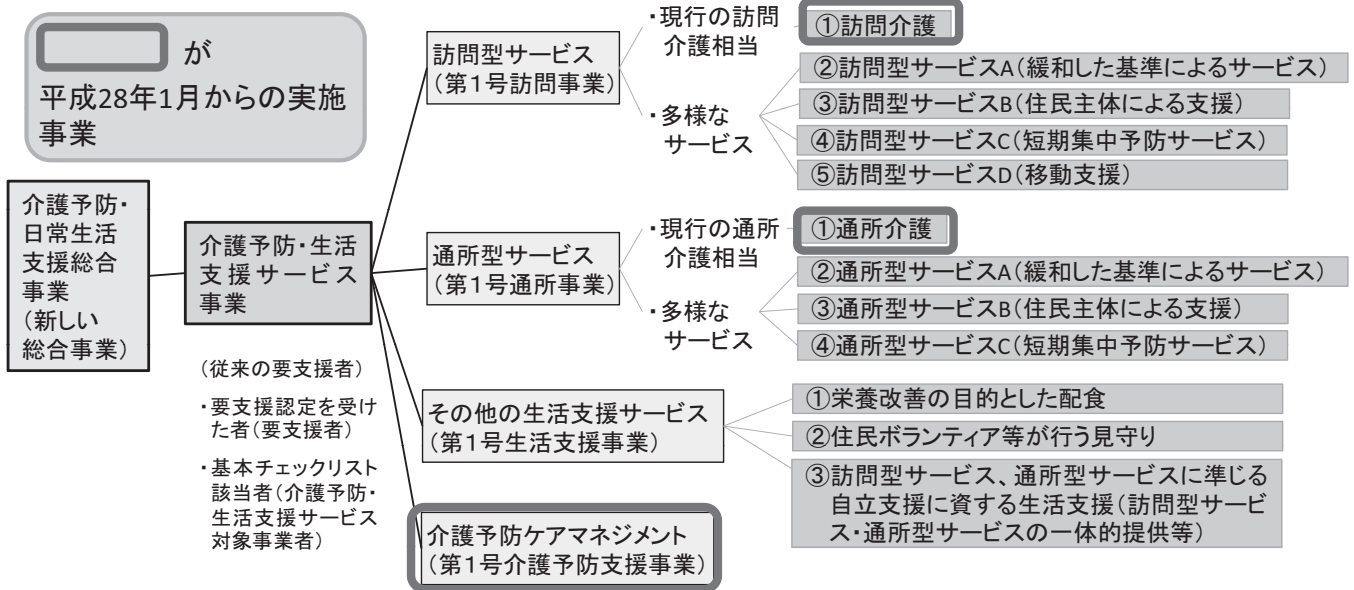 が
平成28年1月からの実施
事業
介護予防・
日常生活
支援総合
事業
(新しい
総合事業)
介護予防・生活
支援サービス
事業
(従来の要支援者)
・要支援認定を受け
た者(要支援者)
・基本チェックリスト
該当者(介護予防・
生活支援サービス
対象事業者)
訪問型サービス
(第1号訪問事業)
・現行の訪問
介護相当
①訪問介護
・多様な
サービス
②訪問型サービスA(緩和した基準によるサービス)
③訪問型サービスB(住民主体による支援)
④訪問型サービスC(短期集中予防サービス)
⑤訪問型サービスD(移動支援)
通所型サービス
(第1号通所事業)
・現行の通所
介護相当
①通所介護
・多様な
サービス
②通所型サービスA(緩和した基準によるサービス)
③通所型サービスB(住民主体による支援)
④通所型サービスC(短期集中予防サービス)
その他の生活支援サービス
(第1号生活支援事業)
①栄養改善の目的とした配食
②住民ボランティア等が行う見守り
③訪問型サービス、通所型サービスに準じる
自立支援に資する生活支援(訪問型サービ
ス・通所型サービスの一体的提供等)
介護予防ケアマネジメント
(第1号介護予防支援事業)